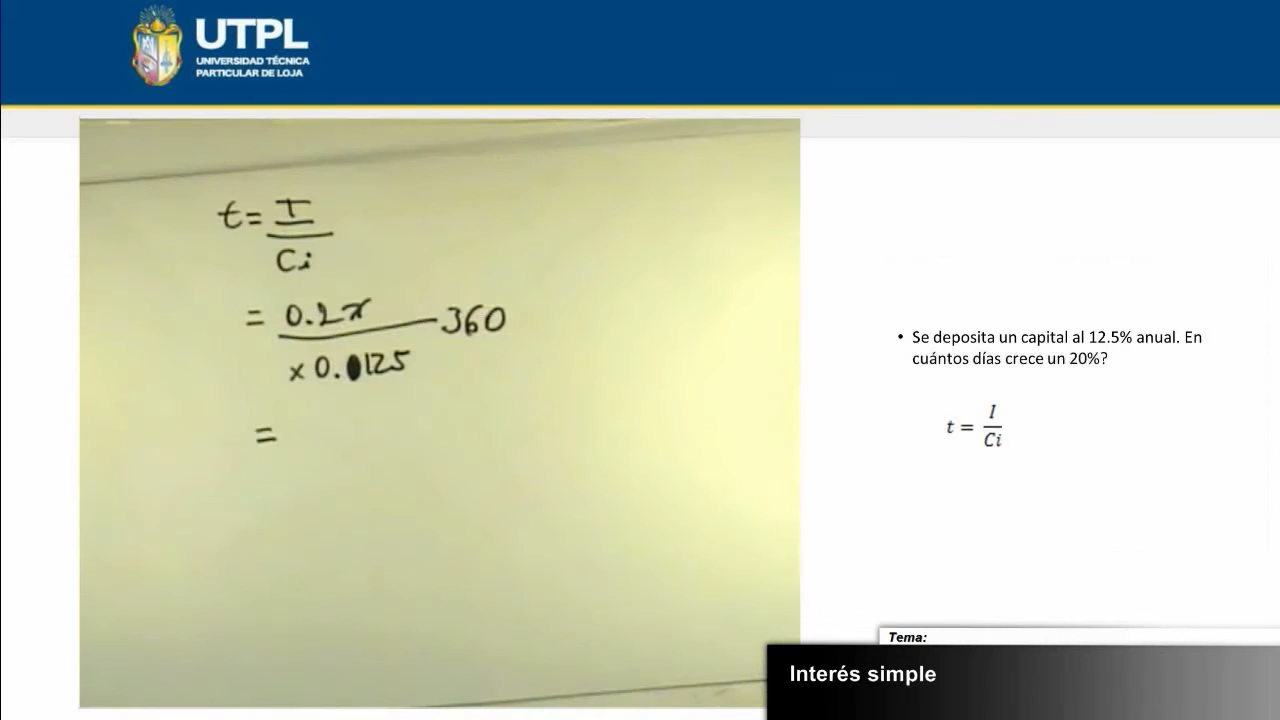 UTPL
UNIVERSIDAD TÉCNICA
PARTICULAR DE LOJA
t = I
Ci
= 0.2x 360
x 0.0125
=
• Se deposita un capital al 12.5% anual. En
cuántos días crece un 20%?
t = I
Ci
Tema:
Interés simple